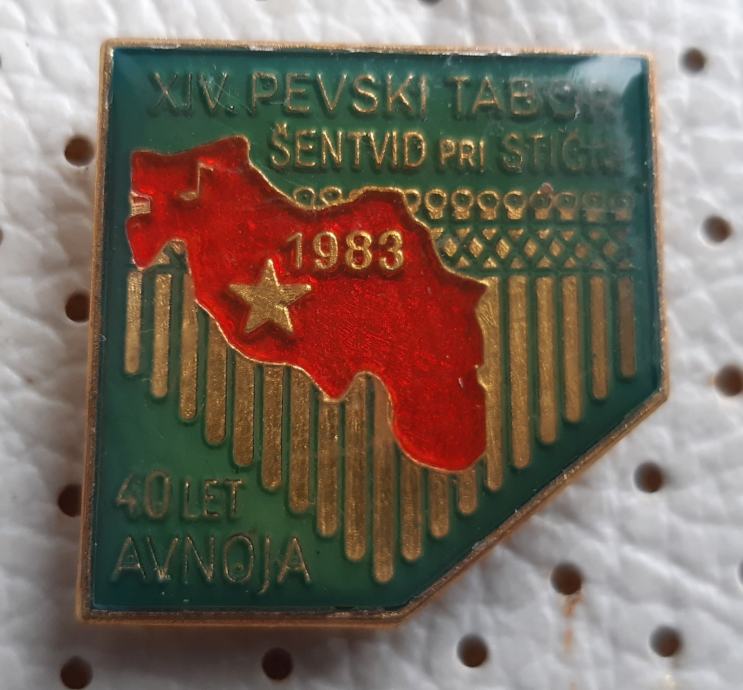 XIV. PEVSKI TABOR
ŠENTVID PRI STIČNI
1983
40 LET
AVNOJA